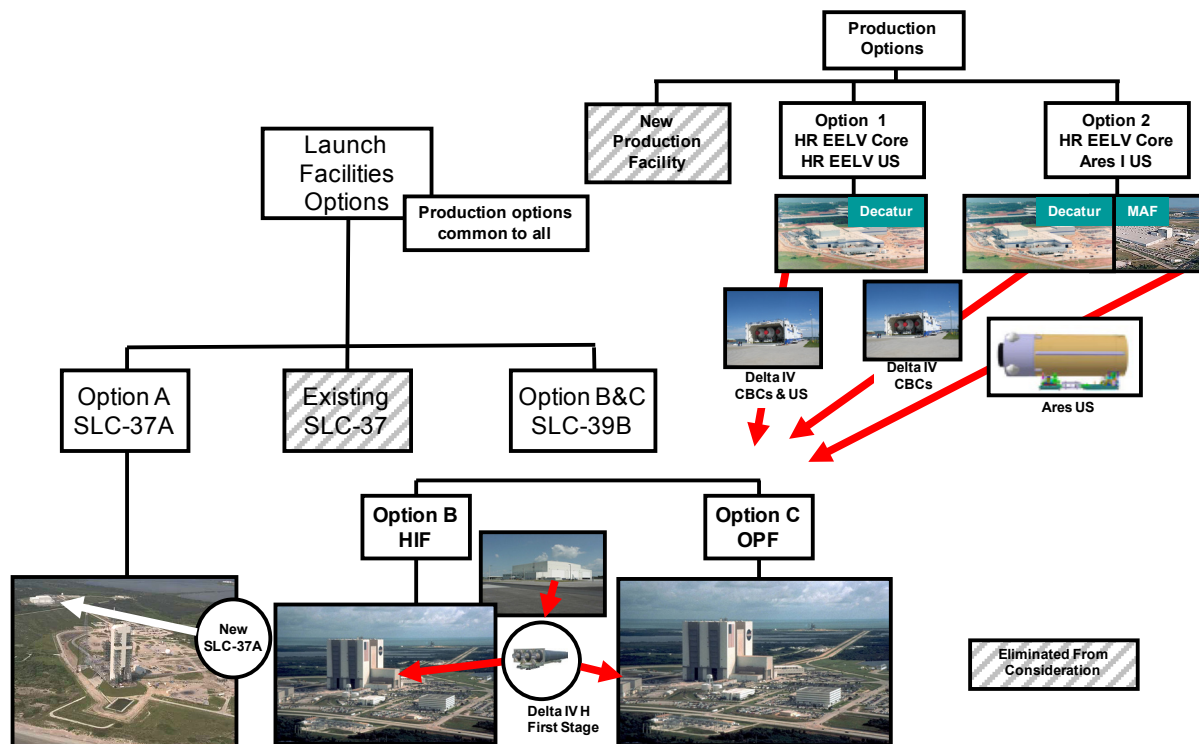 Production
Options
New
Production
Facility
Option 1
HR EELV Core
HR EELV US
Option 2
HR EELV Core
Ares I US
Launch
Facilities
Options
Production options
common to all
Decatur
Decatur
MAF
Delta IV
CBCs & US
Delta IV
CBCs
Ares US
Option A
SLC-37A
Existing
SLC-37
Option B&C
SLC-39B
Option B
HIF
Option C
OPF
New
SLC-37A
Delta IV H
First Stage
Eliminated From
Consideration